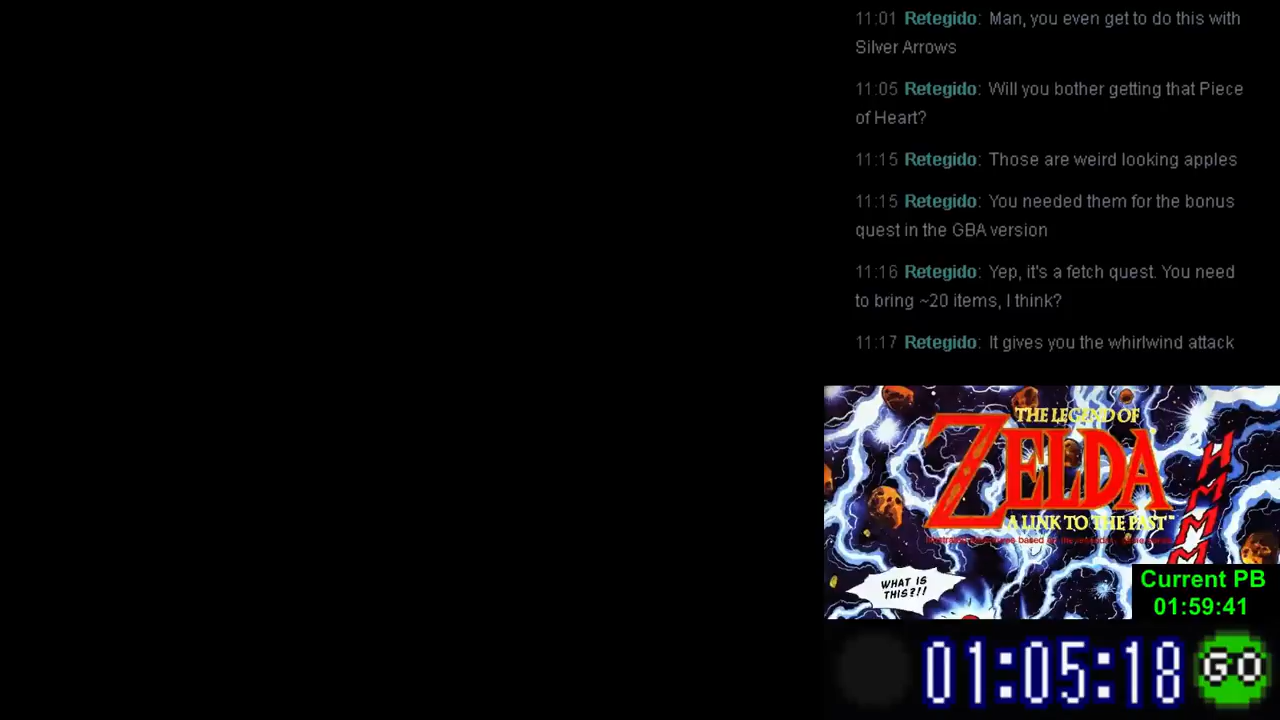 11:01 Retegido: Man, you even get to do this with
Silver Arrows
11:05 Retegido: Will you bother getting that Piece
of Heart?
11:15 Retegido: Those are weird looking apples
11:15 Retegido: You needed them for the bonus
quest in the GBA version
11:16 Retegido: Yep, it's a fetch quest. You need
to bring ~20 items, I think?
11:17 Retegido: It gives you the whirlwind attack
THE LEGEND OF
ZELDA
A LINK TO THE PAST™
HMMM
WHAT IS
THIS?!!
Current PB
01:59:41
01:05:18
GO